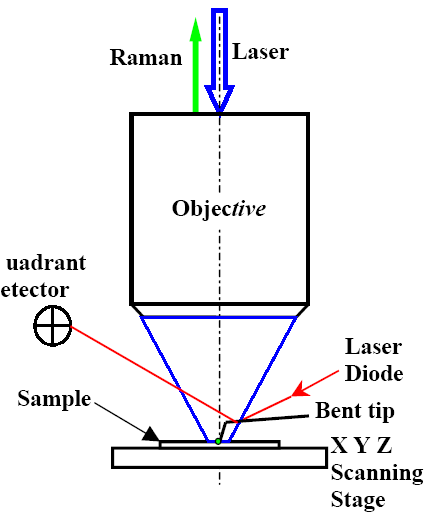 Raman
Laser
Objective
uadrant
etector
Laser
Diode
Sample
Bent tip
X Y Z
Scanning
Stage